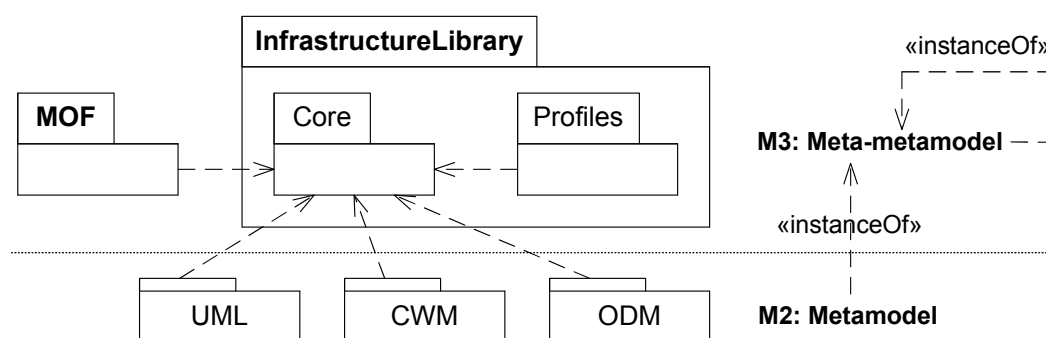 InfrastructureLibrary
«instanceOf»
MOF
Core
Profiles
M3: Meta-metamodel
«instanceOf»
UML
CWM
ODM
M2: Metamodel